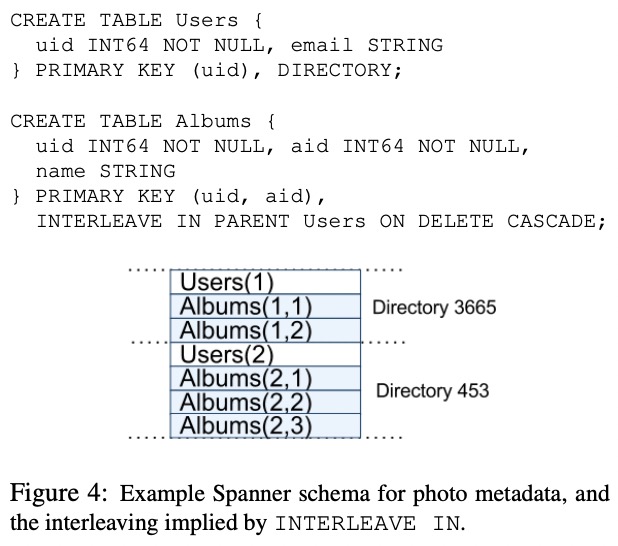 CREATE TABLE Users {
uid INT64 NOT NULL, email STRING
} PRIMARY KEY (uid), DIRECTORY;
CREATE TABLE Albums {
uid INT64 NOT NULL, aid INT64 NOT NULL,
name STRING
} PRIMARY KEY (uid, aid),
INTERLEAVE IN PARENT Users ON DELETE CASCADE;
Users(1)
Albums(1,1)
Directory 3665
Albums(1,2)
Users(2)
Albums(2,1)
Directory 453
Albums(2,2)
Albums(2,3)
Figure 4: Example Spanner schema for photo metadata, and
the interleaving implied by INTERLEAVE IN.